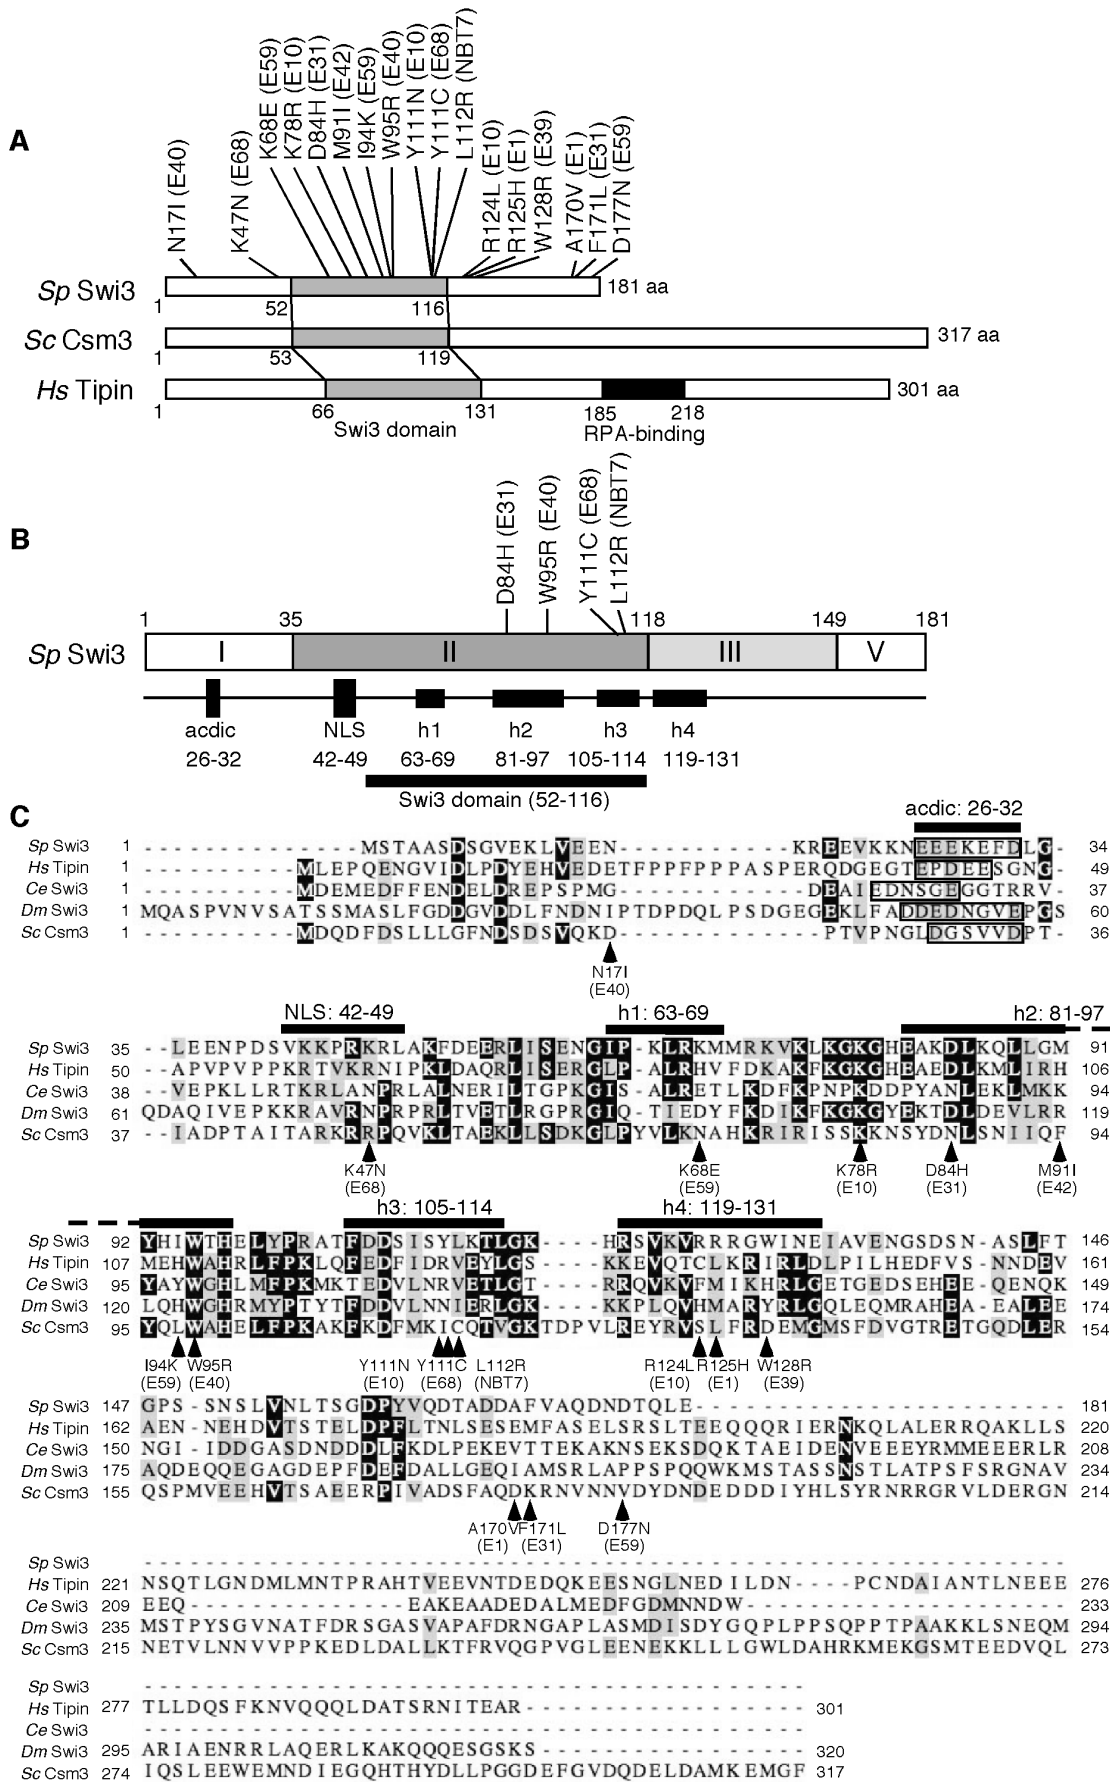 A
N17I (E40)
K47N (E68)
K68E (E59)
K78R (E10)
D84H (E31)
M91I (E42)
I94K (E59)
W95R (E40)
Y111N (E10)
Y111C (E68)
L112R (NBT7)
R124L (E10)
R125H (E1)
W128R (E39)
A170V (E1)
F171L (E31)
D177N (E59)
Sp Swi3
181 aa
1 52 116
Sc Csm3
317 aa
1 53 119
Hs Tipin
301 aa
1 66 131 185 218
Swi3 domain RPA-binding
B
D84H (E31)
W95R (E40)
Y111C (E68)
L112R (NBT7)
1 35 118 149 181
Sp Swi3 I II III V
acdic NLS h1 h2 h3 h4
26-32 42-49 63-69 81-97 105-114 119-131
Swi3 domain (52-116)
C
acdic: 26-32
Sp Swi3 1 --------------MSTAASDSGVEKLVEEN------------KREEVKKNEEEKEFDLG- 34
Hs Tipin 1 ----------MLEPQENGVIDLPDYEHVEDETFPPFPPPASPERQDGEGTEPDEESGNG- 49
Ce Swi3 1 ----------MDEMEDFFENDELDREPSPMG------------DEAIEDNSGEGGTRRV- 37
Dm Swi3 1 MQASPVNVSATSSMASLFGDDGVDDLFNDNIPTDPDQLPSDGEGEKLFADDEDNGVEPGS 60
Sc Csm3 1 ----------MDQDFDSLLLGFNDSDSVQKD-------------PTVPNGLDGSVVDPT- 36
N17I
(E40)
NLS: 42-49 h1: 63-69 h2: 81-97
Sp Swi3 35 --LEENPDSVKKPRKRLAKFDEERLISENGIP-KLRKMMRKVKLKGKGHEAKDLKQLLGM 91
Hs Tipin 50 --APVPVPPKRTVKRNIPKLDAQRLISERGLP-ALRHVFDKAKFKGKGHEAEDLKMLIRH 106
Ce Swi3 38 --VEPKLLRTKRLANPRLALNERILTGPKGIS-ALRETLKDFKPNPKDDPYANLEKLMKK 94
Dm Swi3 61 QDAQIVEPKKRAVRNPRPRLTVETLRGPRGIQ-TIEDYFKDIKFKGKGYEKTDLDEVLRR 119
Sc Csm3 37 --IADPTAITARKRRPQVKLTAEKLLSDKGLPYVLKNAHKRIRISSKKNSYDNLSNIIQF 94
K47N K68E K78R D84H M91I
(E68) (E59) (E10) (E31) (E42)
h3: 105-114 h4: 119-131
Sp Swi3 92 YHIWTHELYPRATFDDSISYLKTLGK----HRSVKVRRRGWINEIAVENGSDSN-ASLFT 146
Hs Tipin 107 MEHWAHRLFPKLQFEDFIDRVEYLGS----KKEVQTCLKRIRLDLPILHEDFVS-NNDEV 161
Ce Swi3 95 YAYWGHLMFPKMKTEDVLNRVETLGT----RRQVKVFMIKHRLGETGEDSEHEE-QENQK 149
Dm Swi3 120 LQHWGHRMYPTYTFDDVLNNIERLGK----KKPLQVHMARYRLGQLEQMRAHEA-EALEE 174
Sc Csm3 95 YQLWAHELFPKAKFKDFMKICQTVGKTDPVLREYRVSLFRDEMGMSFDVGTRETGQDLER 154
I94K W95R Y111N Y111C L112R R124L R125H W128R
(E59) (E40) (E10) (E68) (NBT7) (E10) (E1) (E39)
Sp Swi3 147 GPS-SNSLVNLTSGDPYVQDTADDAFVAQDNDTQLE------------------------ 181
Hs Tipin 162 AEN-NEHDVTSTELDPFLTNLSESEMFASELSRSLTEEQQQRIERNKQLALERRQAKLLS 220
Ce Swi3 150 NGI-IDDGASDNDDDLFKDLPEKEVTTEKAKNSEKSDQKTAEIDENVEEEYRMMEEERLR 208
Dm Swi3 175 AQDEQQEGAGDEPFDEFDALLGEQIAMSRLAPPSPQQWKMSTASSNSTLATPSFSRGNAV 234
Sc Csm3 155 QSPMVEEHVTSAEERPIVADSFAQDKRNVNNVDYDNDEDDDIYHLSYRNRRGRVLDERGN 214
A170V F171L D177N
(E1) (E31) (E59)
Sp Swi3 ------------------------------------------------------------
Hs Tipin 221 NSQTLGNDMLMNTPRAHTVEEVNTDEDQKEESNGLNEDILDN----PCNDAIANTLNEEE 276
Ce Swi3 209 EEQ---------------EAKEAADEDALMEDFGDMNNDW-------------------- 233
Dm Swi3 235 MSTPYSGVNATFDRSGASVAPAFDRNGAPLASMDISDYGQPLPPSQPPTPAAKKLSNEQM 294
Sc Csm3 215 NETVLNNVVPPKEDLDALLKTFRVQGPVGLEENEKKLLLGWLDAHRKMEKGSMTEEDVQL 273
Sp Swi3 -------------------------------------------
Hs Tipin 277 TLLDQSFKNVQQQLDATSRNITEAR------------------ 301
Ce Swi3 -------------------------------------------
Dm Swi3 295 ARIAENRRLAQERLKAKQQQESGSKS----------------- 320
Sc Csm3 274 IQSLEEWEMNDIEGQHTHYDLLPGGDEFGVDQDELDAMKEMGF 317